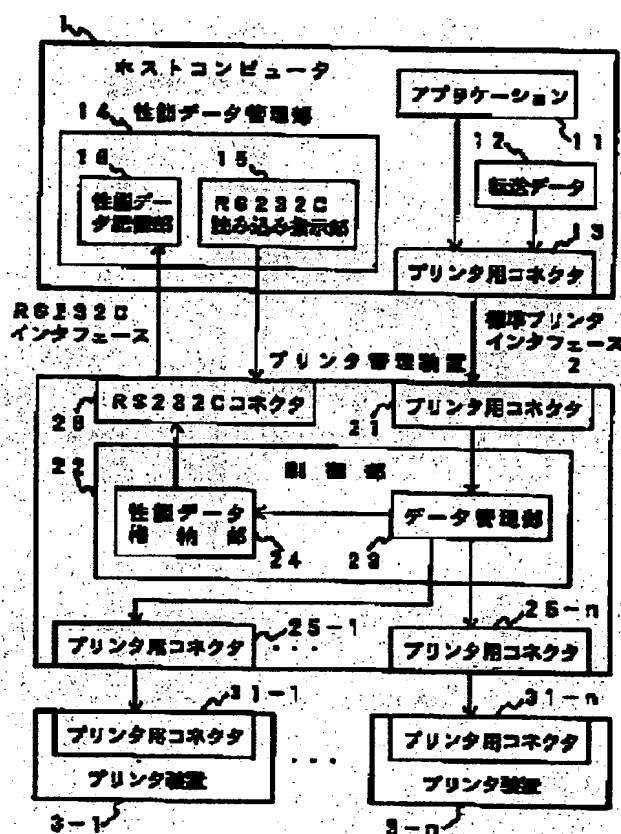 1
ホストコンピュータ
14 性能データ管理部
アプリケーション
11
16
15
12
性能デー
タ記憶部
RS232C
読み込み指示部
転送データ
13
プリンタ用コネクタ
RS232C
インタフェース
標準プリンタ
インタフェース
2
プリンタ管理装置
RS232Cコネクタ
プリンタ用コネクタ
26
21
22
制御部
性能データ
格納部
データ管理部
24
23
25-1
25-n
プリンタ用コネクタ
...
プリンタ用コネクタ
31-1
31-n
プリンタ用コネクタ
プリンタ用コネクタ
プリンタ装置
...
プリンタ装置
3-1
3-n